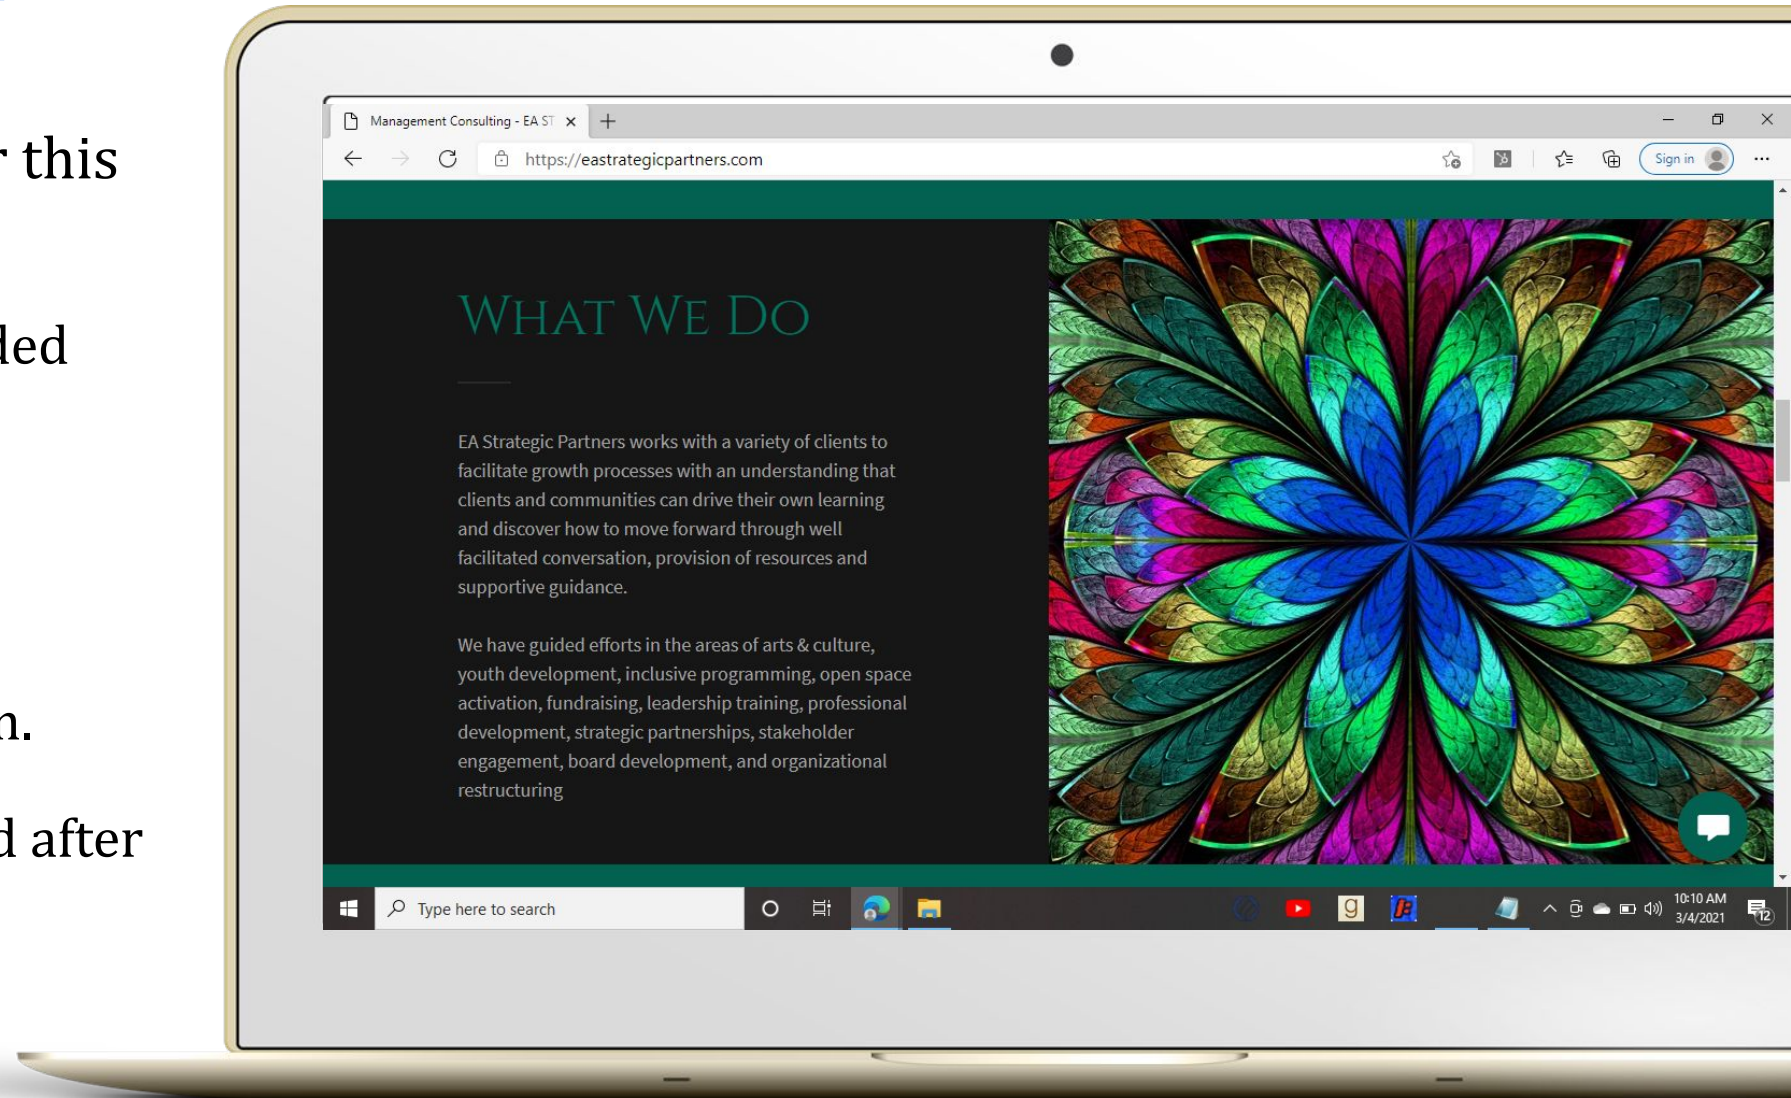 r this
ded
n.
d after
Management Consulting - EA ST
https://eastrategicpartners.com
Sign in
WHAT WE DO
EA Strategic Partners works with a variety of clients to
facilitate growth processes with an understanding that
clients and communities can drive their own learning
and discover how to move forward through well
facilitated conversation, provision of resources and
supportive guidance.
We have guided efforts in the areas of arts & culture,
youth development, inclusive programming, open space
activation, fundraising, leadership training, professional
development, strategic partnerships, stakeholder
engagement, board development, and organizational
restructuring
Type here to search
g
10:10 AM
3/4/2021
12